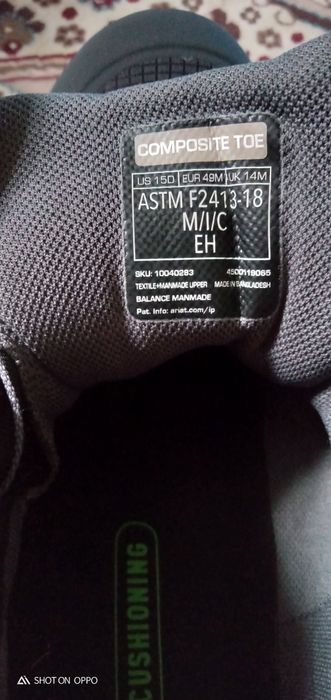 COMPOSITE TOE
US 15D EUR 49M UK 14M
ASTM F2413-18
M/I/C
EH
SKU: 10040283 4500119065
TEXTILE+MANMADE UPPER MADE IN BANGLADESH
BALANCE MANMADE
Pat. Info: ariat.com/ip
CUSHIONING
SHOT ON OPPO